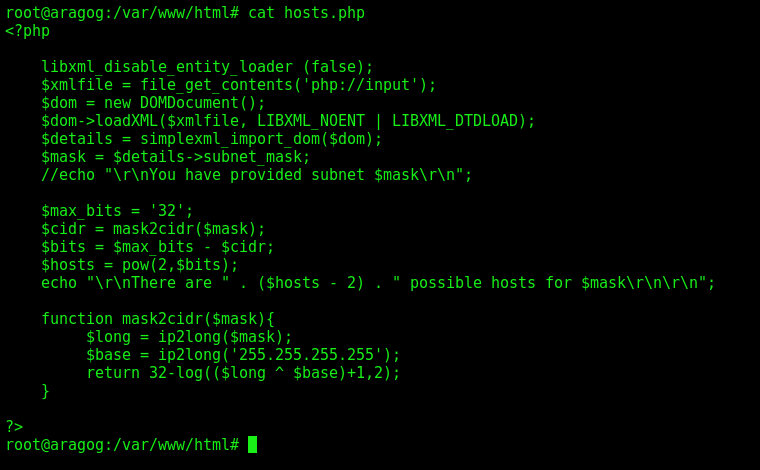 root@aragog:/var/www/html# cat hosts.php
<?php
libxml_disable_entity_loader (false);
$xmlfile = file_get_contents('php://input');
$dom = new DOMDocument();
$dom->loadXML($xmlfile, LIBXML_NOENT | LIBXML_DTDLOAD);
$details = simplexml_import_dom($dom);
$mask = $details->subnet_mask;
//echo "\r\nYou have provided subnet $mask\r\n";
$max_bits = '32';
$cidr = mask2cidr($mask);
$bits = $max_bits - $cidr;
$hosts = pow(2,$bits);
echo "\r\nThere are " . ($hosts - 2) . " possible hosts for $mask\r\n\r\n";
function mask2cidr($mask){
$long = ip2long($mask);
$base = ip2long('255.255.255.255');
return 32-log(($long ^ $base)+1,2);
}
?>
root@aragog:/var/www/html#